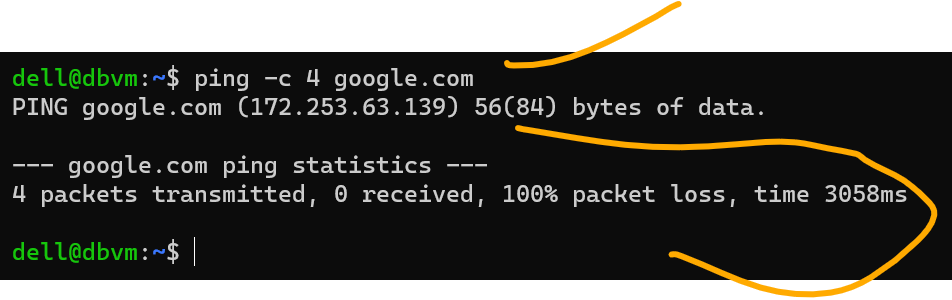 dell@dbvm:~$ ping -c 4 google.com
PING google.com (172.253.63.139) 56(84) bytes of data.
--- google.com ping statistics ---
4 packets transmitted, 0 received, 100% packet loss, time 3058ms
dell@dbvm:~$